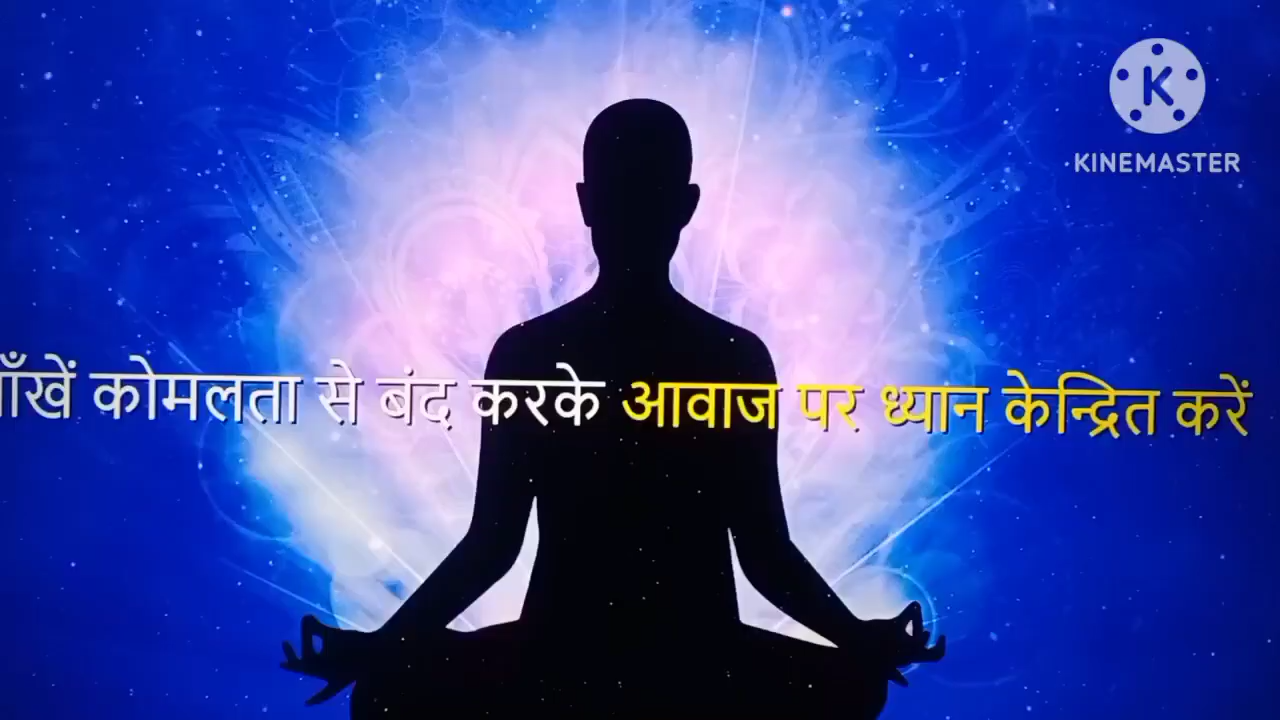 कोमलता से बंद करके आवाज पर ध्यान केन्द्रित करें
KINEMASTER